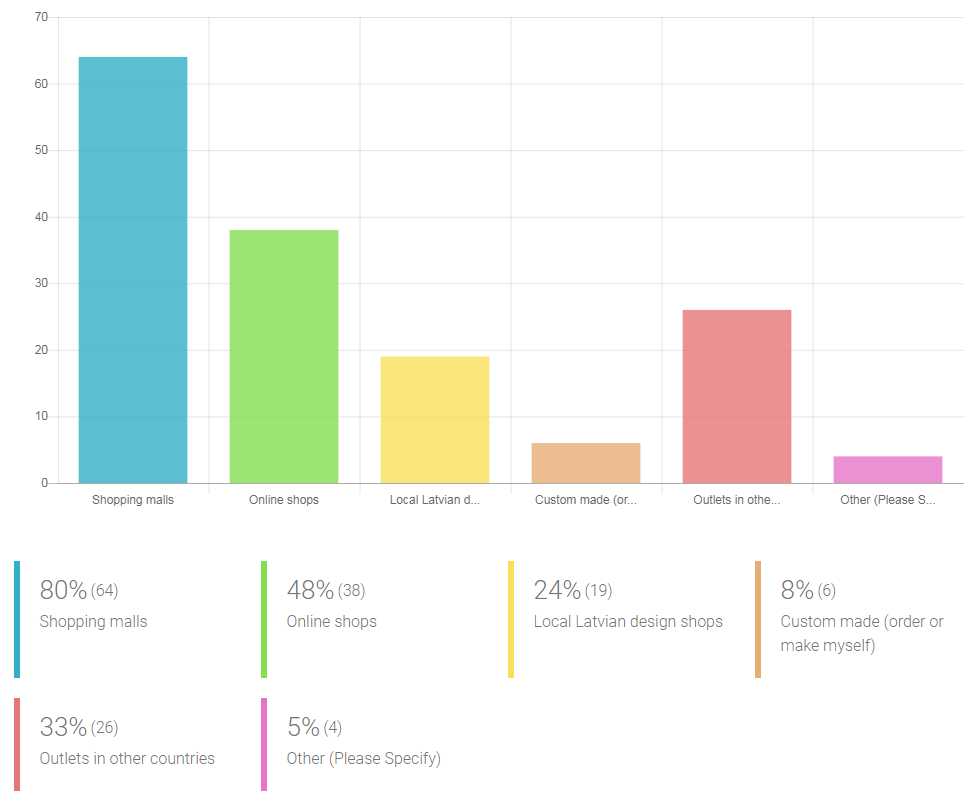 70
60
50
40
30
20
10
0
Shopping malls
Online shops
Local Latvian d...
Custom made (or...
Outlets in othe...
Other (Please S...
80% (64)
Shopping malls
48% (38)
Online shops
24% (19)
Local Latvian design shops
8% (6)
Custom made (order or
make myself)
33% (26)
Outlets in other countries
5% (4)
Other (Please Specify)